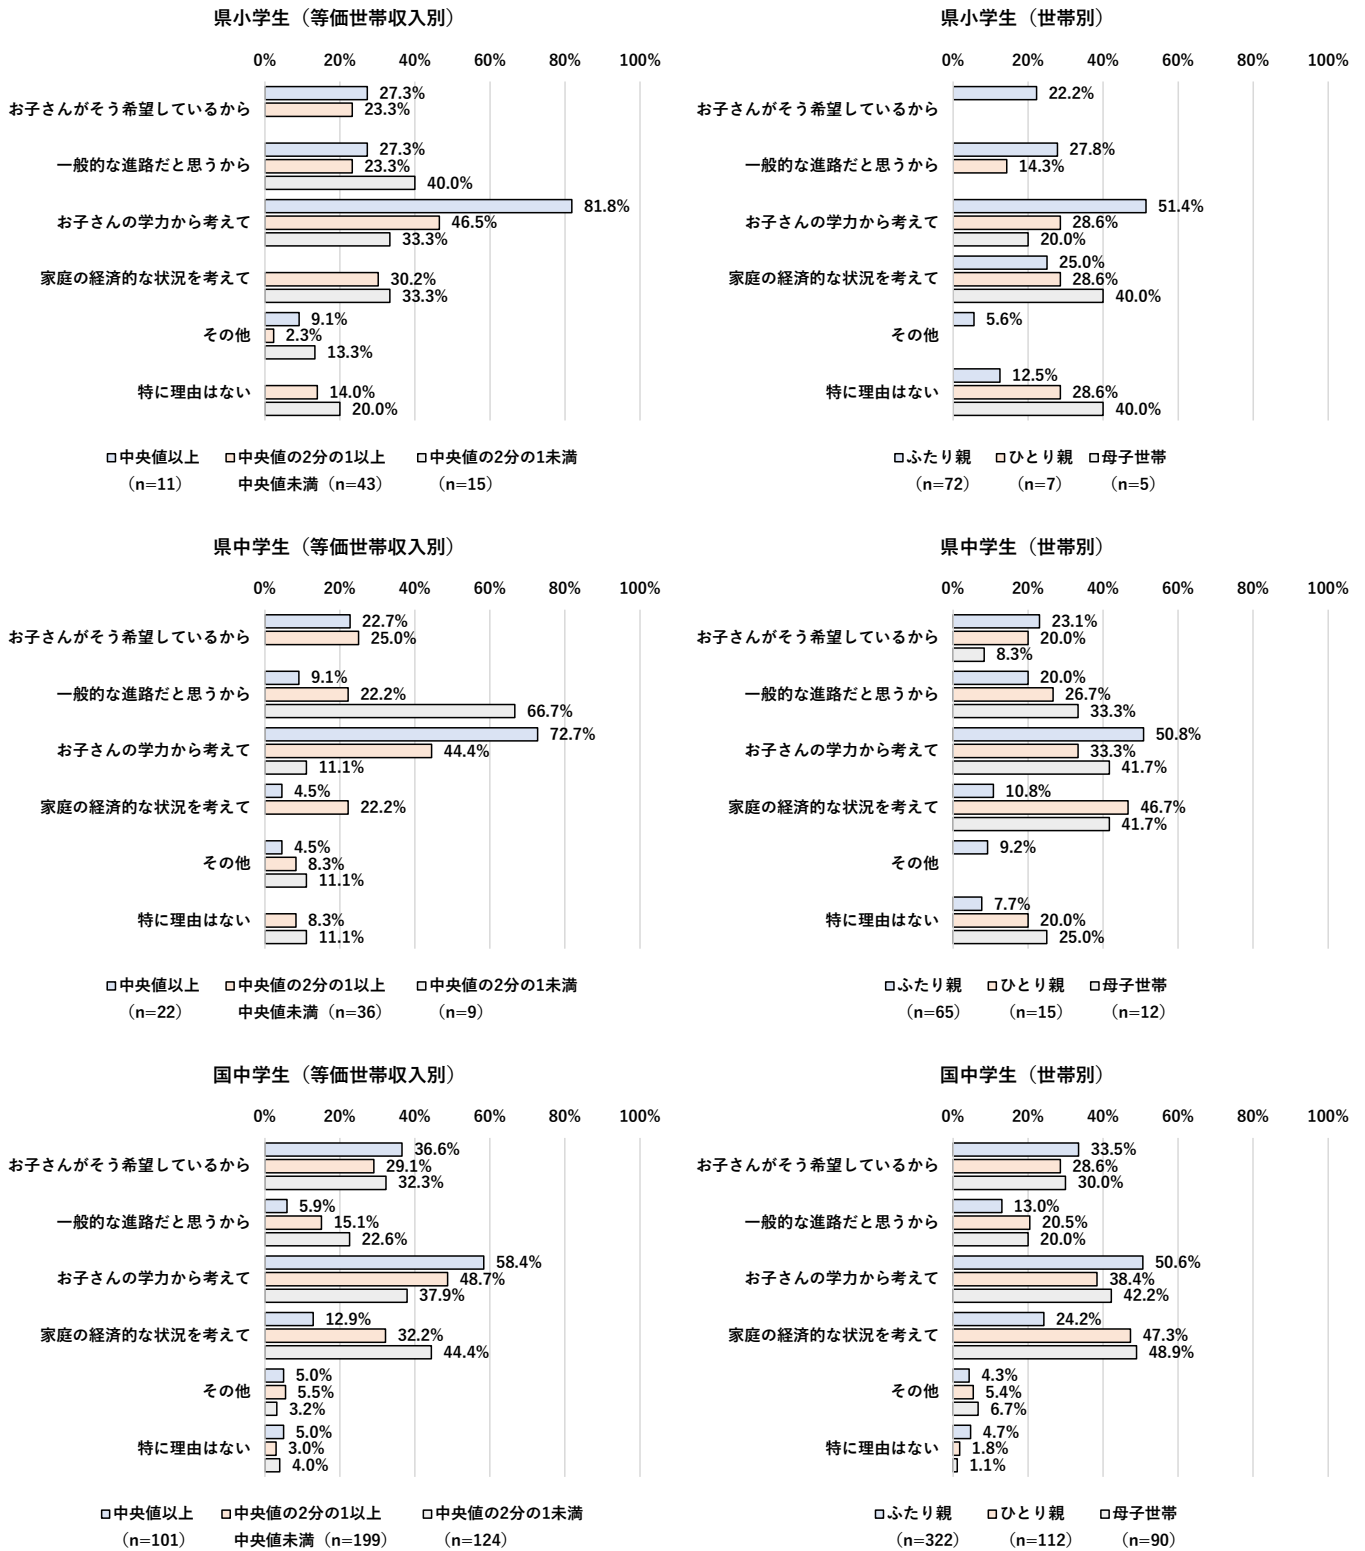 県小学生（等価世帯収入別）
0% 20% 40% 60% 80% 100%
お子さんがそう希望しているから
27.3%
23.3%
一般的な進路だと思うから
27.3%
23.3%
40.0%
お子さんの学力から考えて
81.8%
46.5%
33.3%
家庭の経済的な状況を考えて
30.2%
33.3%
その他
9.1%
2.3%
13.3%
特に理由はない
14.0%
20.0%
中央値以上 中央値の2分の1以上 中央値の2分の1未満
（n=11） 中央値未満（n=43） （n=15）
県小学生（世帯別）
0% 20% 40% 60% 80% 100%
お子さんがそう希望しているから
22.2%
一般的な進路だと思うから
27.8%
14.3%
お子さんの学力から考えて
51.4%
28.6%
20.0%
家庭の経済的な状況を考えて
25.0%
28.6%
40.0%
その他
5.6%
特に理由はない
12.5%
28.6%
40.0%
ふたり親 ひとり親 母子世帯
（n=72） （n=7） （n=5）
県中学生（等価世帯収入別）
0% 20% 40% 60% 80% 100%
お子さんがそう希望しているから
22.7%
25.0%
一般的な進路だと思うから
9.1%
22.2%
66.7%
お子さんの学力から考えて
72.7%
44.4%
11.1%
家庭の経済的な状況を考えて
4.5%
22.2%
その他
4.5%
8.3%
11.1%
特に理由はない
8.3%
11.1%
中央値以上 中央値の2分の1以上 中央値の2分の1未満
（n=22） 中央値未満（n=36） （n=9）
県中学生（世帯別）
0% 20% 40% 60% 80% 100%
お子さんがそう希望しているから
23.1%
20.0%
8.3%
一般的な進路だと思うから
20.0%
26.7%
33.3%
お子さんの学力から考えて
50.8%
33.3%
41.7%
家庭の経済的な状況を考えて
10.8%
46.7%
41.7%
その他
9.2%
特に理由はない
7.7%
20.0%
25.0%
ふたり親 ひとり親 母子世帯
（n=65） （n=15） （n=12）
国中学生（等価世帯収入別）
0% 20% 40% 60% 80% 100%
お子さんがそう希望しているから
36.6%
29.1%
32.3%
一般的な進路だと思うから
5.9%
15.1%
22.6%
お子さんの学力から考えて
58.4%
48.7%
37.9%
家庭の経済的な状況を考えて
12.9%
32.2%
44.4%
その他
5.0%
5.5%
3.2%
特に理由はない
5.0%
3.0%
4.0%
中央値以上 中央値の2分の1以上 中央値の2分の1未満
（n=101） 中央値未満（n=199） （n=124）
国中学生（世帯別）
0% 20% 40% 60% 80% 100%
お子さんがそう希望しているから
33.5%
28.6%
30.0%
一般的な進路だと思うから
13.0%
20.5%
20.0%
お子さんの学力から考えて
50.6%
38.4%
42.2%
家庭の経済的な状況を考えて
24.2%
47.3%
48.9%
その他
4.3%
5.4%
6.7%
特に理由はない
4.7%
1.8%
1.1%
ふたり親 ひとり親 母子世帯
（n=322） （n=112） （n=90）